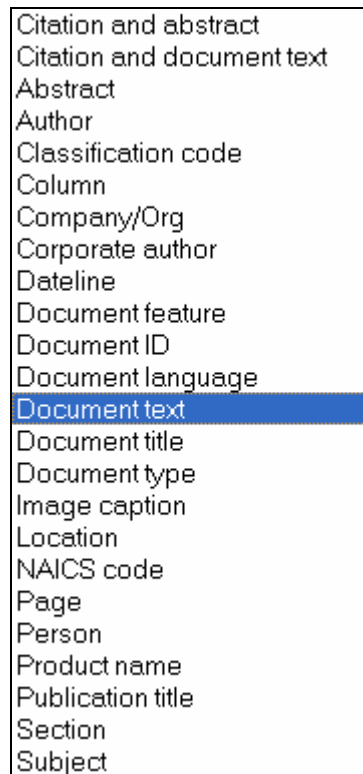 Citation and abstract
Citation and document text
Abstract
Author
Classification code
Column
Company/Org
Corporate author
Dateline
Document feature
Document ID
Document language
Document text
Document title
Document type
Image caption
Location
NAICS code
Page
Person
Product name
Publication title
Section
Subject